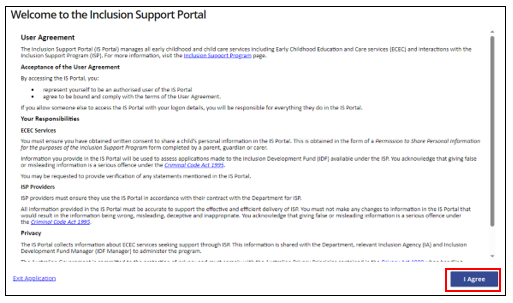 Welcome to the Inclusion Support Portal
User Agreement
The Inclusion Support Portal (IS Portal) manages all early childhood and child care services including Early Childhood Education and Care services (ECEC) and interactions with the
Inclusion Support Program (ISP). For more information, visit the Inclusion Support Program page.
Acceptance of the User Agreement
By accessing the IS Portal, you:
• represent yourself to be an authorised user of the IS Portal
• agree to be bound and comply with the terms of the User Agreement.
If you allow someone else to access the IS Portal with your logon details, you will be responsible for everything they do in the IS Portal.
Your Responsibilities
ECEC Services
You must ensure you have obtained written consent to share a child's personal information in the IS Portal. This is obtained in the form of a Permission to Share Personal Information
for the purposes of the Inclusion Support Program form completed by a parent, guardian or carer.
Information you provide in the IS Portal will be used to assess applications made to the Inclusion Development Fund (IDF) available under the ISP. You acknowledge that giving false
or misleading information is a serious offence under the Criminal Code Act 1995.
You may be requested to provide verification of any statements mentioned in the IS Portal.
ISP Providers
ISP providers must ensure they use the IS Portal in accordance with their contract with the Department for ISP.
All information provided in the IS Portal must be accurate to support the effective and efficient delivery of ISP. You must not make any changes to information in the IS Portal that
would result in the information being wrong, misleading, deceptive and inappropriate. You acknowledge that giving false or misleading information is a serious offence under
the Criminal Code Act 1995.
Privacy
The IS Portal collects information about ECEC services seeking support through ISP. This information is shared with the Department, relevant Inclusion Agency (IA) and Inclusion
Development Fund Manager (IDF Manager) to administer the program.
Exit Application
I Agree